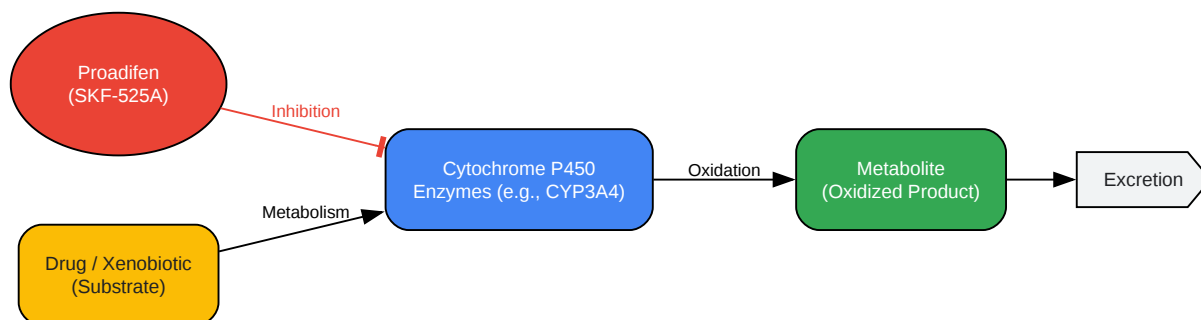 Proadifen
(SKF-525A)
Inhibition
Cytochrome P450
Enzymes (e.g., CYP3A4)
Oxidation
Metabolite
(Oxidized Product)
Excretion
Metabolism
Drug / Xenobiotic
(Substrate)